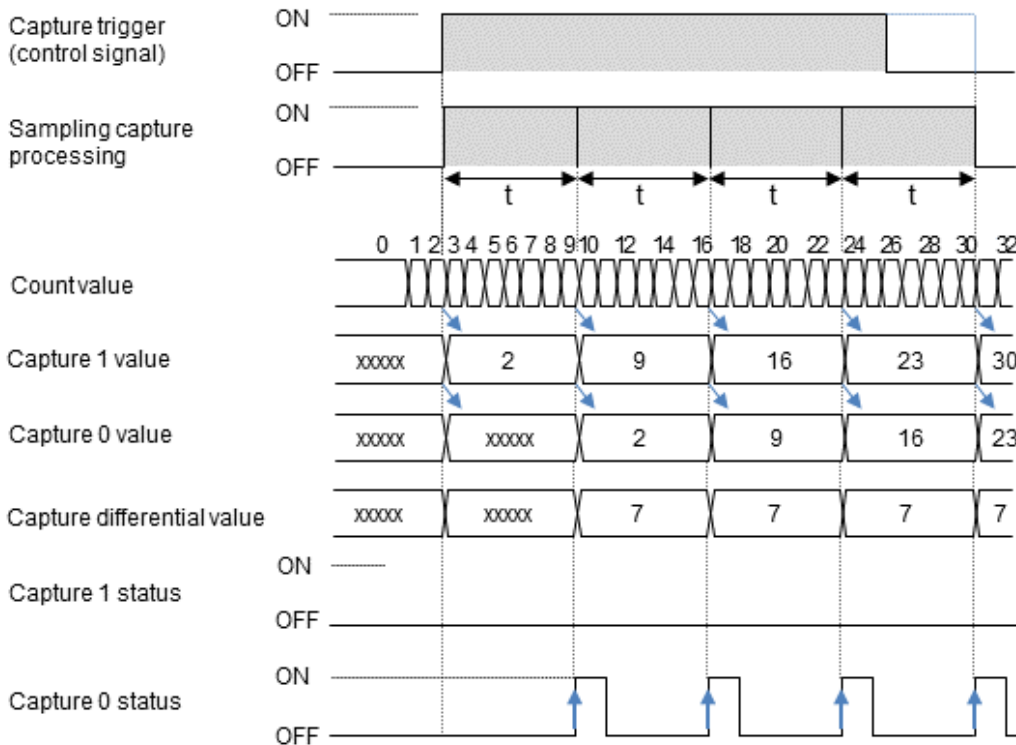 Capture trigger
(control signal)
ON
OFF
Sampling capture
processing
ON
OFF
t t t t
0 1 2 3 4 5 6 7 8 9 10 12 14 16 18 20 22 24 26 28 30 32
Count value
Capture 1 value
xxxxx 2 9 16 23 30
Capture 0 value
xxxxx xxxxx 2 9 16 23
Capture differential value
xxxxx xxxxx 7 7 7 7
Capture 1 status
ON
OFF
Capture 0 status
ON
OFF